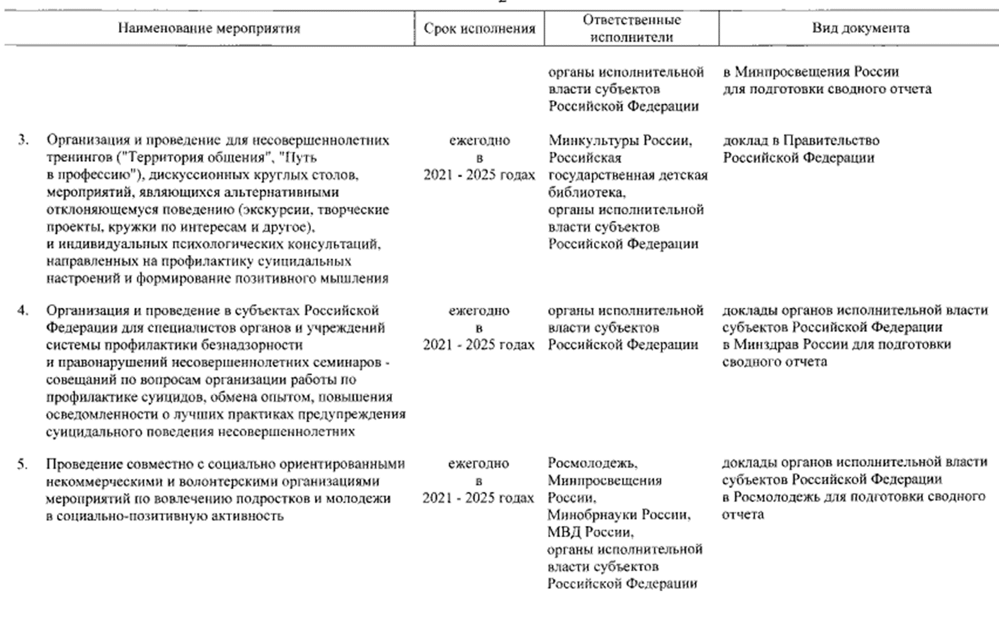 2
Наименование мероприятия
Срок исполнения
Ответственные
исполнители
Вид документа
органы исполнительной
власти субъектов
Российской Федерации
в Минпросвещения России
для подготовки сводного отчета
3.
Организация и проведение для несовершеннолетних
тренингов ("Территория общения", "Путь
в профессию"), дискуссионных круглых столов,
мероприятий, являющихся альтернативными
отклоняющемуся поведению (экскурсии, творческие
проекты, кружки по интересам и другое),
и индивидуальных психологических консультаций,
направленных на профилактику суицидальных
настроений и формирование позитивного мышления
ежегодно
в
2021 - 2025 годах
Минкультуры России,
Российская
государственная детская
библиотека,
органы исполнительной
власти субъектов
Российской Федерации
доклад в Правительство
Российской Федерации
4.
Организация и проведение в субъектах Российской
Федерации для специалистов органов и учреждений
системы профилактики безнадзорности
и правонарушений несовершеннолетних семинаров -
совещаний по вопросам организации работы по
профилактике суицидов, обмена опытом, повышения
осведомленности о лучших практиках предупреждения
суицидального поведения несовершеннолетних
ежегодно
в
2021 - 2025 годах
органы исполнительной
власти субъектов
Российской Федерации
доклады органов исполнительной власти
субъектов Российской Федерации
в Минздрав России для подготовки
сводного отчета
5.
Проведение совместно с социально ориентированными
некоммерческими и волонтерскими организациями
мероприятий по вовлечению подростков и молодежи
в социально-позитивную активность
ежегодно
в
2021 - 2025 годах
Росмолодежь,
Минпросвещения
России,
Минобрнауки России,
МВД России,
органы исполнительной
власти субъектов
Российской Федерации
доклады органов исполнительной власти
субъектов Российской Федерации
в Росмолодежь для подготовки сводного
отчета